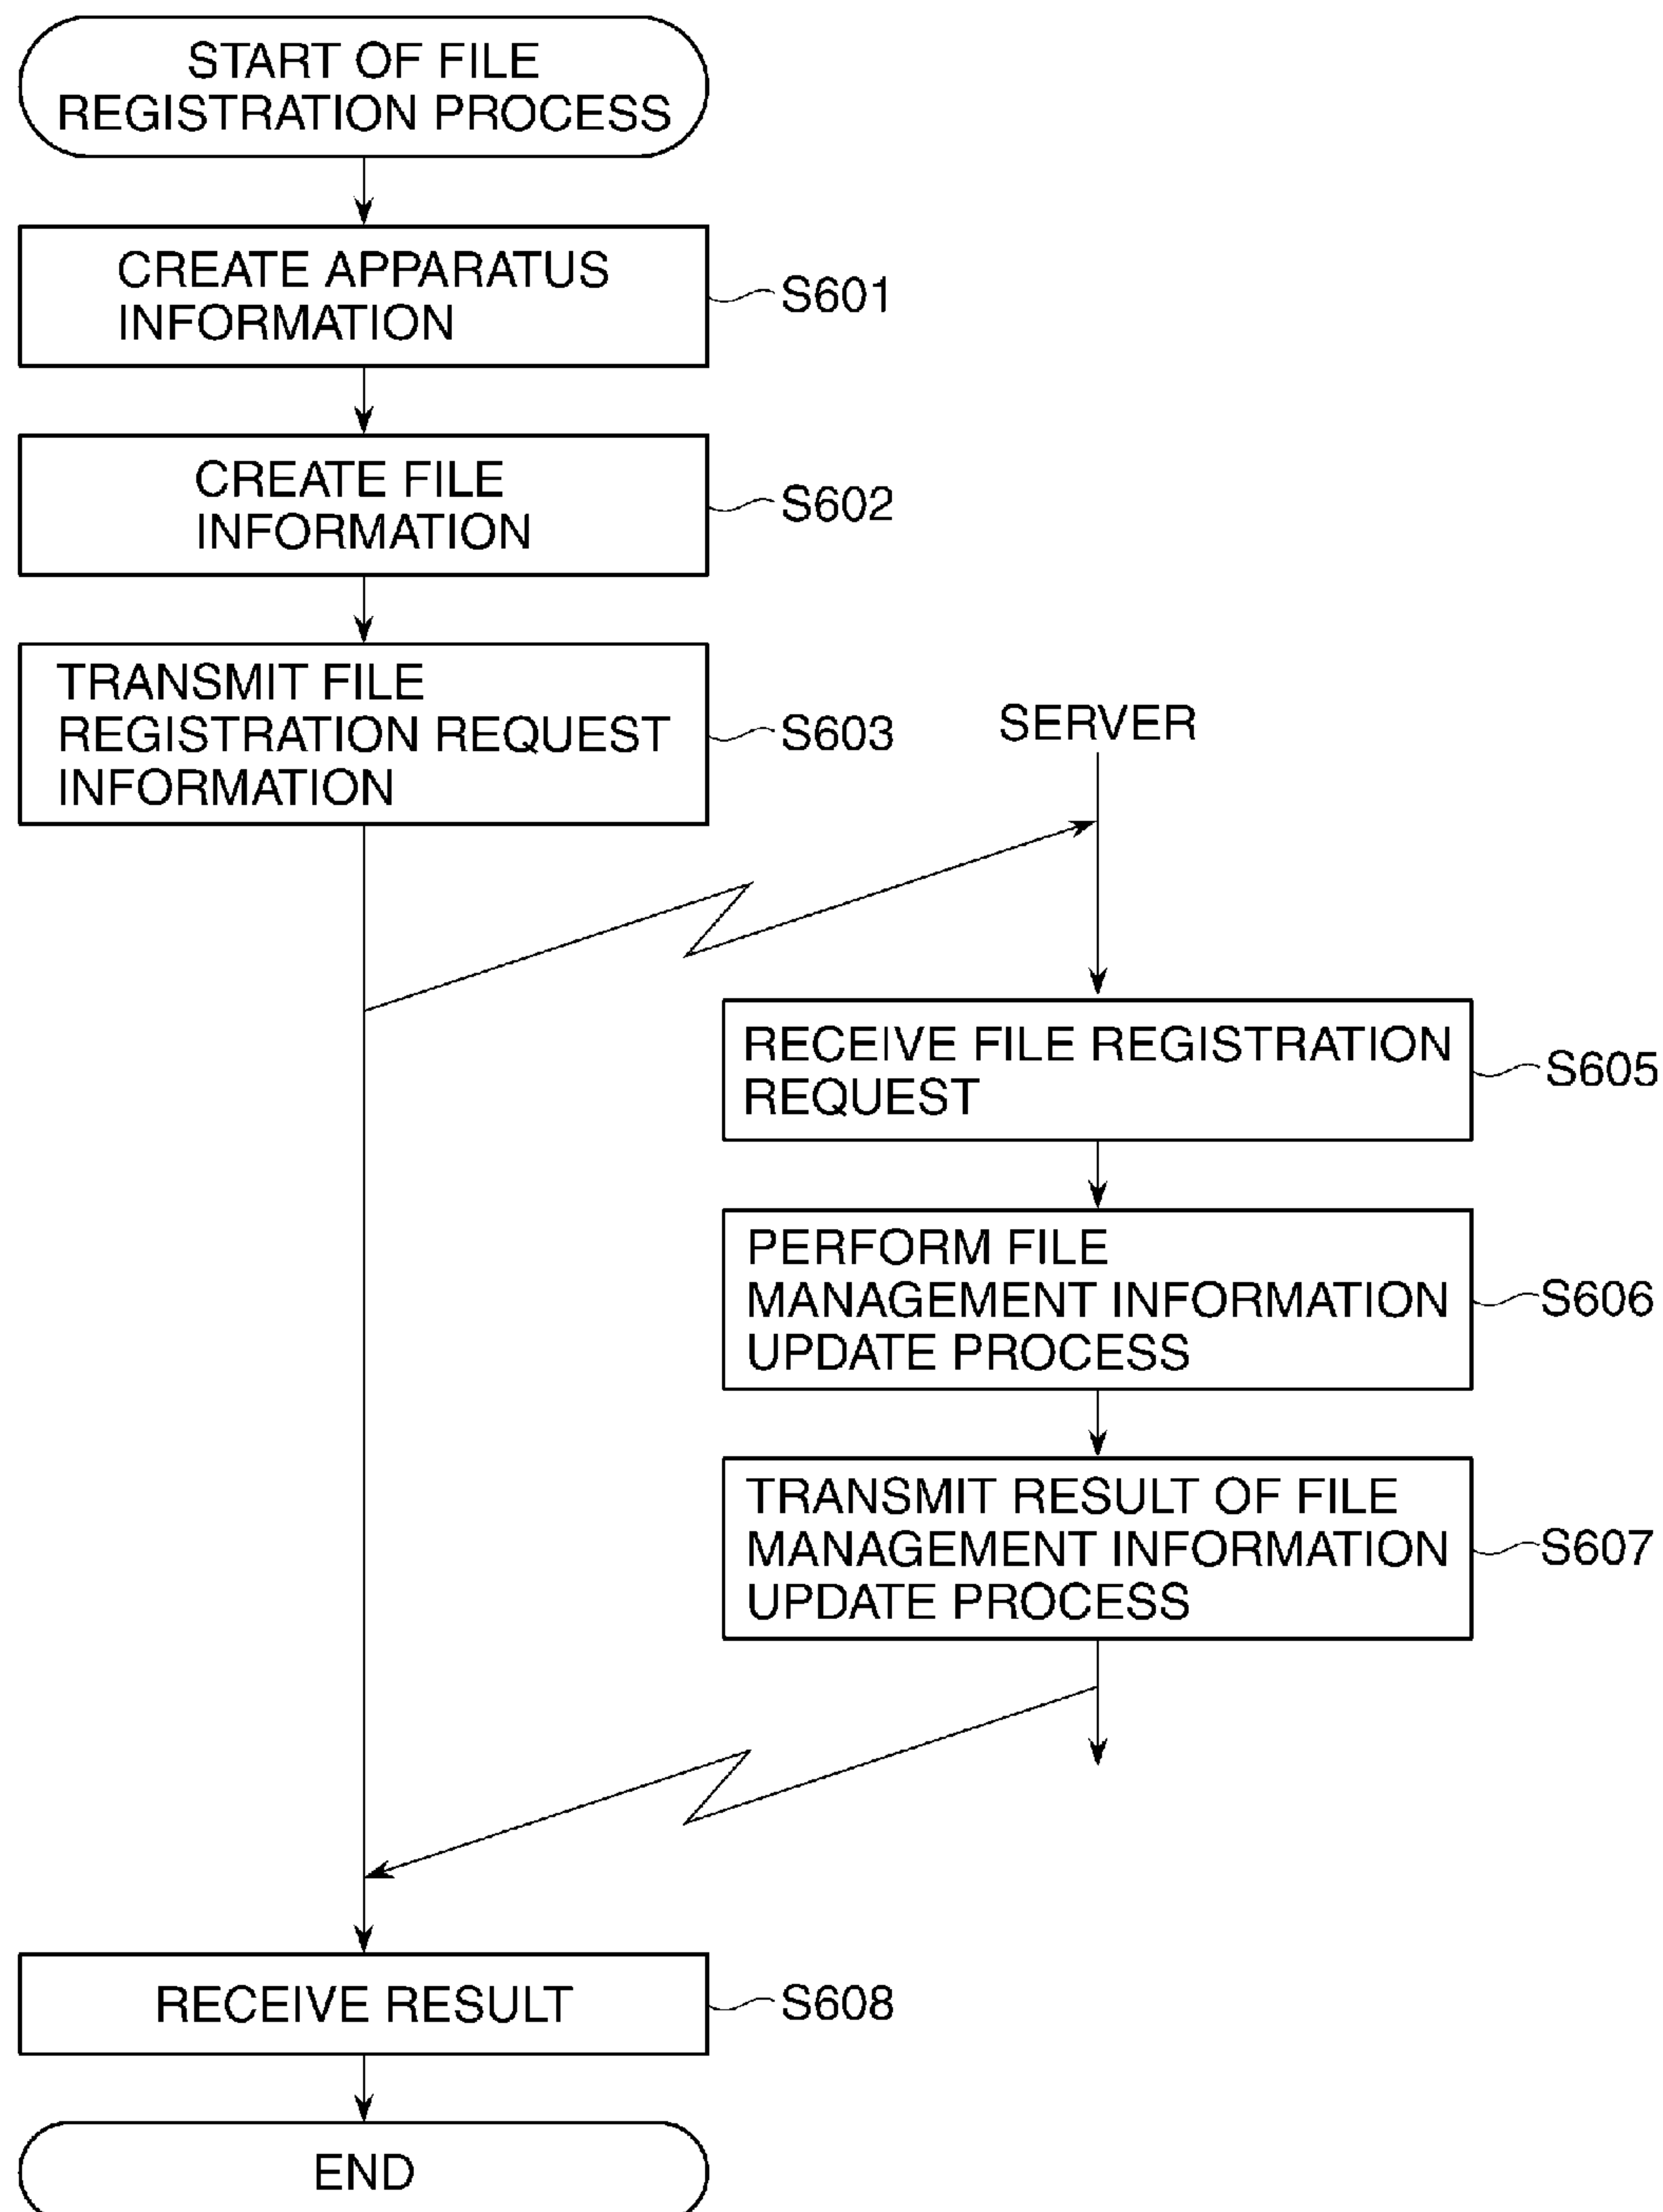 START OF FILE
REGISTRATION PROCESS
CREATE APPARATUS
INFORMATION
S601
CREATE FILE
INFORMATION
S602
TRANSMIT FILE
REGISTRATION REQUEST
INFORMATION
S603
SERVER
RECEIVE FILE REGISTRATION
REQUEST
S605
PERFORM FILE
MANAGEMENT INFORMATION
UPDATE PROCESS
S606
TRANSMIT RESULT OF FILE
MANAGEMENT INFORMATION
UPDATE PROCESS
S607
RECEIVE RESULT
S608
END